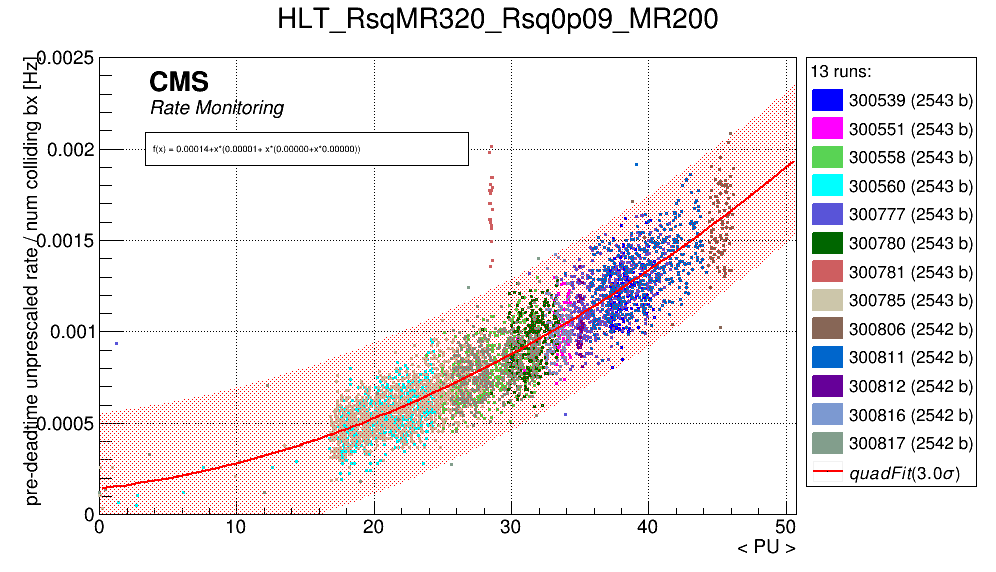 HLT_RsqMR320_Rsq0p09_MR200
pre-deadtime unprescaled rate / num colliding bx [Hz]
0.0025
0.002
0.0015
0.001
0.0005
0
CMS
Rate Monitoring
f(x) = 0.00014+x*(0.00001+ x*(0.00000+x*0.00000))
0 10 20 30 40 50
< PU >
13 runs:
300539 (2543 b)
300551 (2543 b)
300558 (2543 b)
300560 (2543 b)
300777 (2543 b)
300780 (2543 b)
300781 (2543 b)
300785 (2543 b)
300806 (2542 b)
300811 (2542 b)
300812 (2542 b)
300816 (2542 b)
300817 (2542 b)
quadFit(3.0σ)